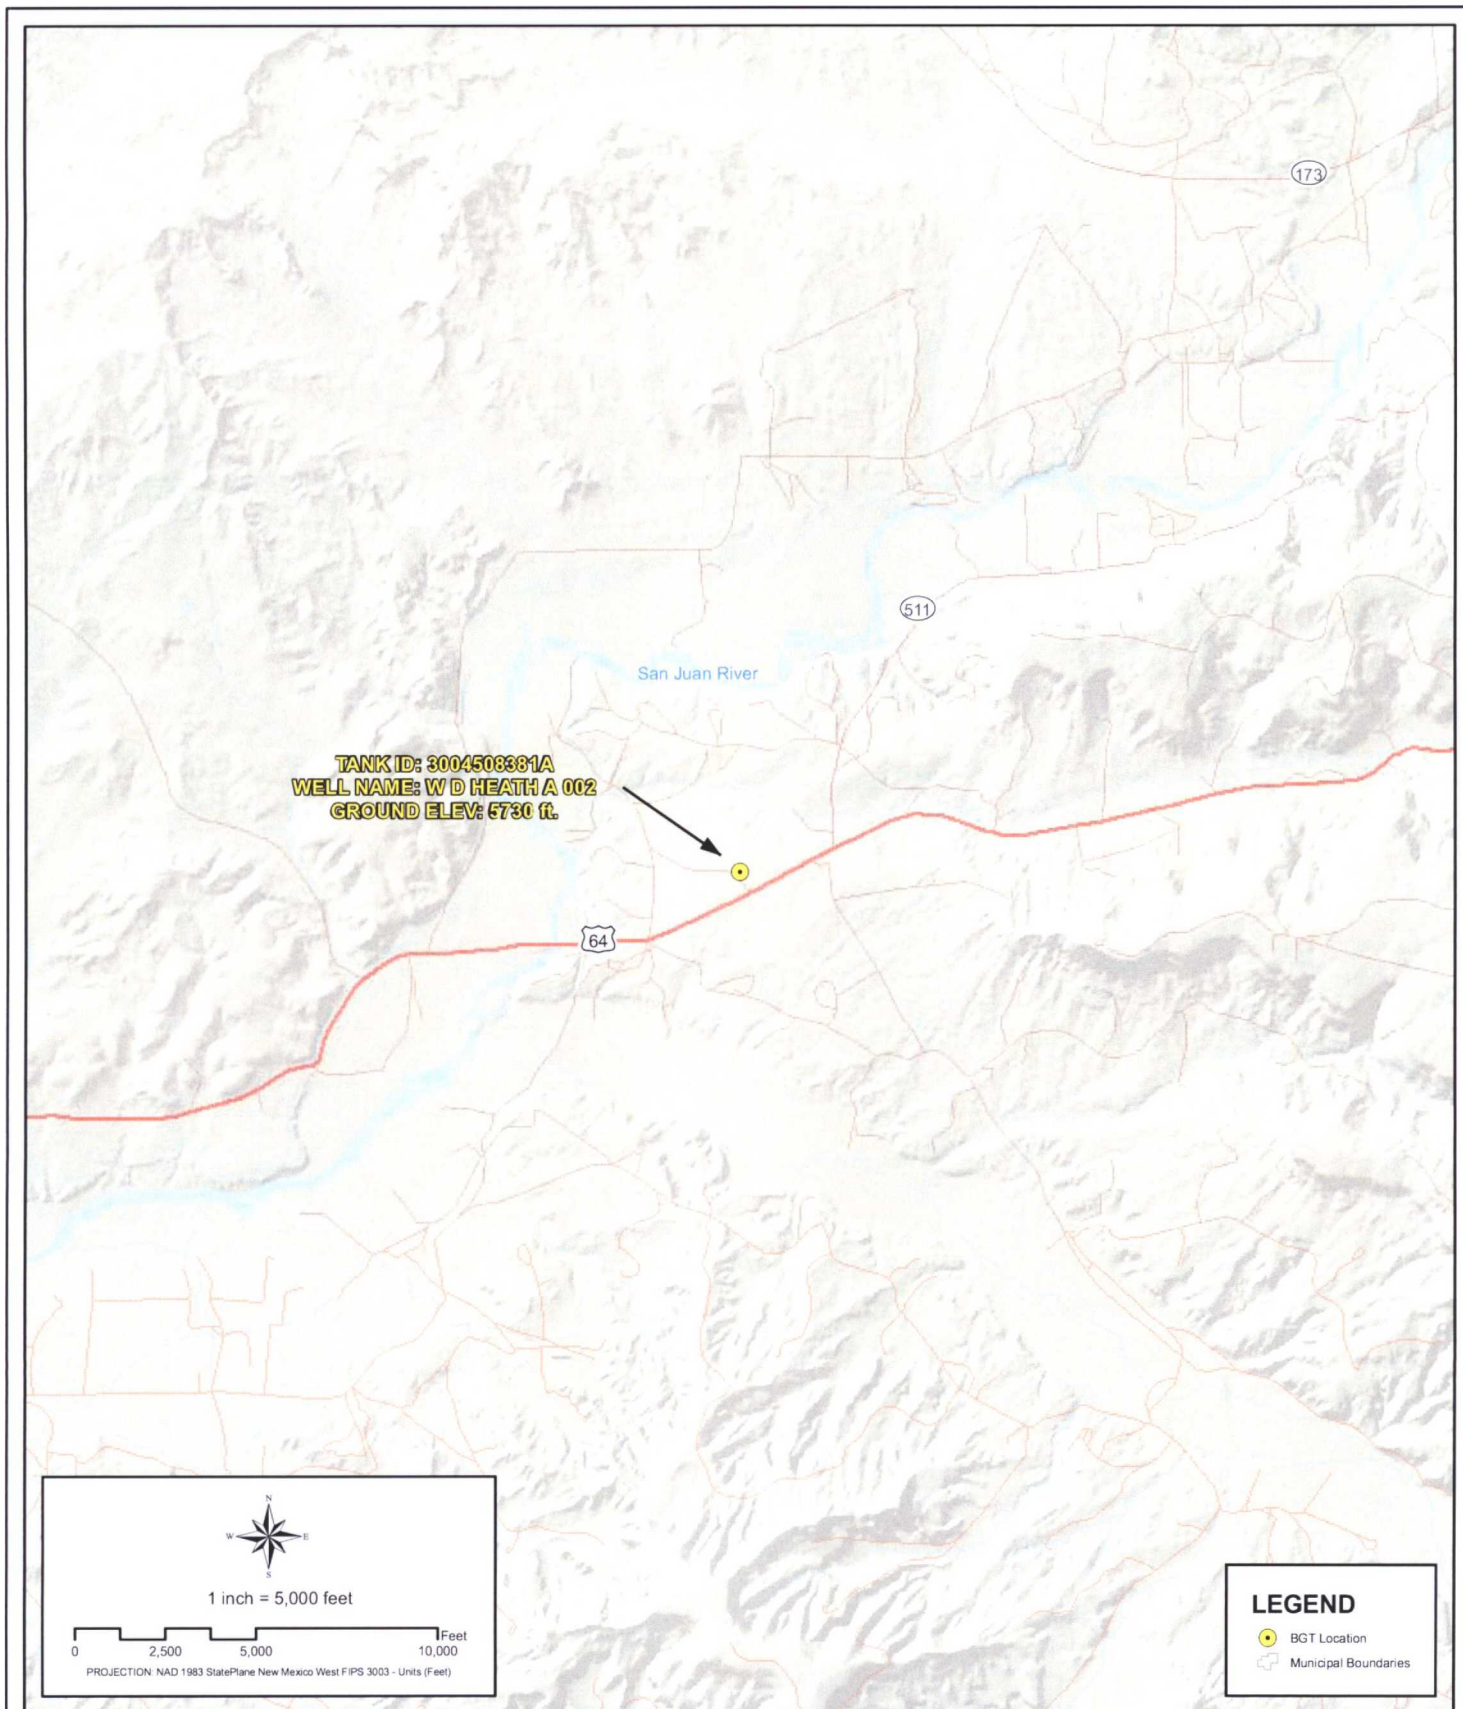 173
511
San Juan River
TANK ID: 3004508381A
WELL NAME: W D HEATH A 002
GROUND ELEV: 5730 ft.
64
N
W E
S
1 inch = 5,000 feet
Feet
0 2,500 5,000 10,000
PROJECTION: NAD 1983 StatePlane New Mexico West FIPS 3003 - Units (Feet)
LEGEND
BGT Location
Municipal Boundaries